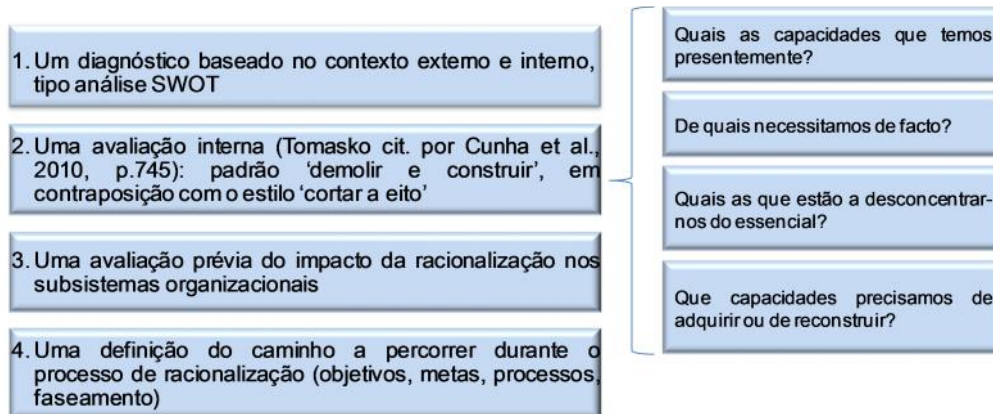 1. Um diagnóstico baseado no contexto externo e interno,
tipo análise SWOT
2. Uma avaliação interna (Tomasko cit. por Cunha et al.,
2010, p.745): padrão ‘demolir e construir’, em
contraposição com o estilo ‘cortar a eito’
3. Uma avaliação prévia do impacto da racionalização nos
subsistemas organizacionais
4. Uma definição do caminho a percorrer durante o
processo de racionalização (objetivos, metas, processos,
faseamento)
Quais as capacidades que temos
presentemente?
De quais necessitamos de facto?
Quais as que estão a desconcentrar-
nos do essencial?
Que capacidades precisamos de
adquirir ou de reconstruir?